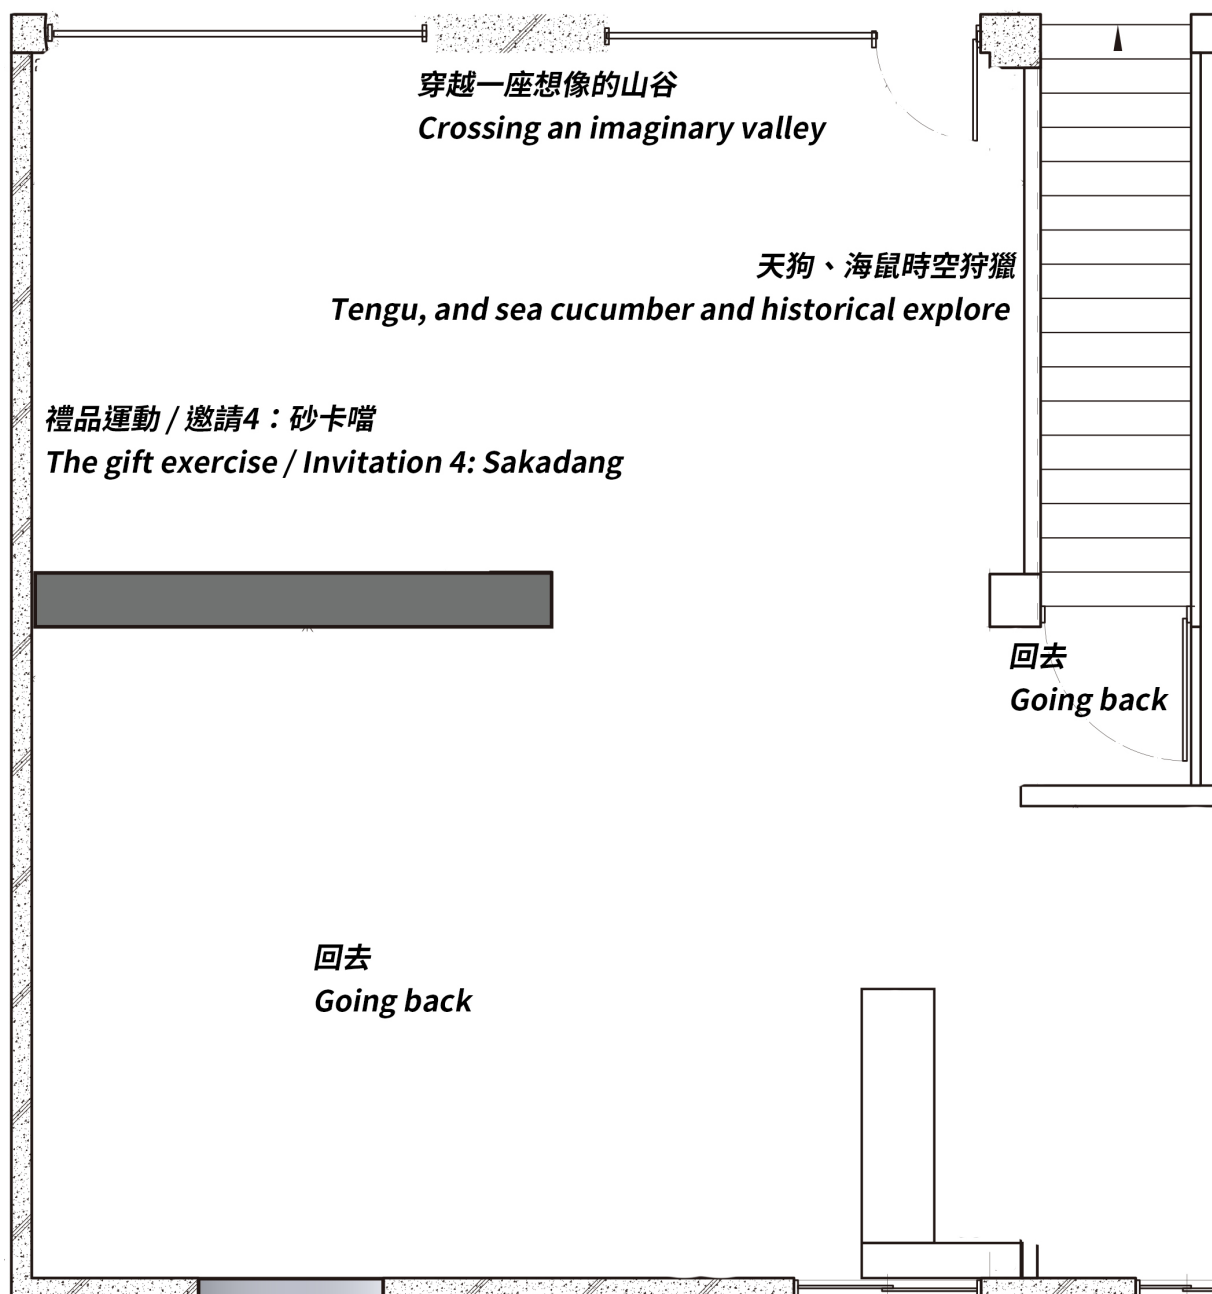 穿越一座想像的山谷
Crossing an imaginary valley
天狗、海鼠時空狩獵
Tengu, and sea cucumber and historical explore
禮品運動 / 邀請4：砂卡噹
The gift exercise / Invitation 4: Sakadang
回去
Going back
回去
Going back